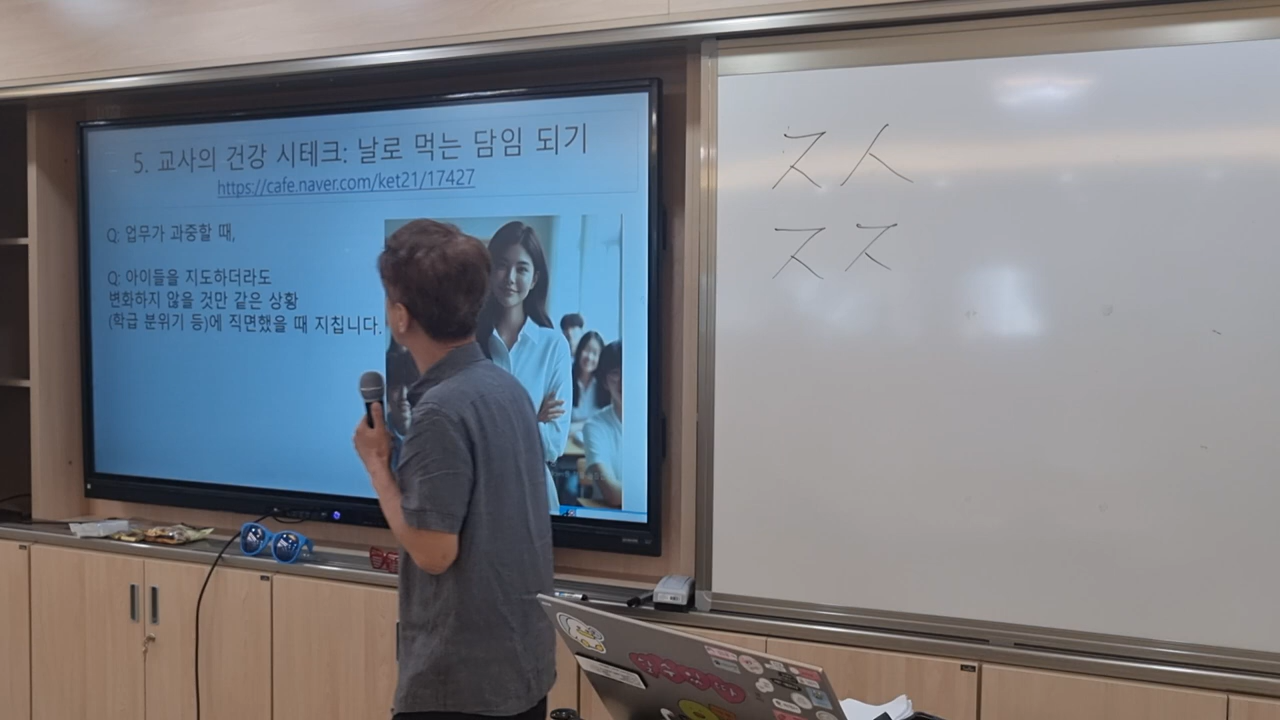 5. 교사의 건강 시테크: 날로 먹는 담임 되기
https://cafe.naver.com/ket21/17427
Q: 업무가 과중할 때,
Q: 아이들을 지도하더라도
변화하지 않을 것만 같은 상황
(학급 분위기 등)에 직면했을 때 지칩니다.
ㅈㅅ
ㅈㅈ